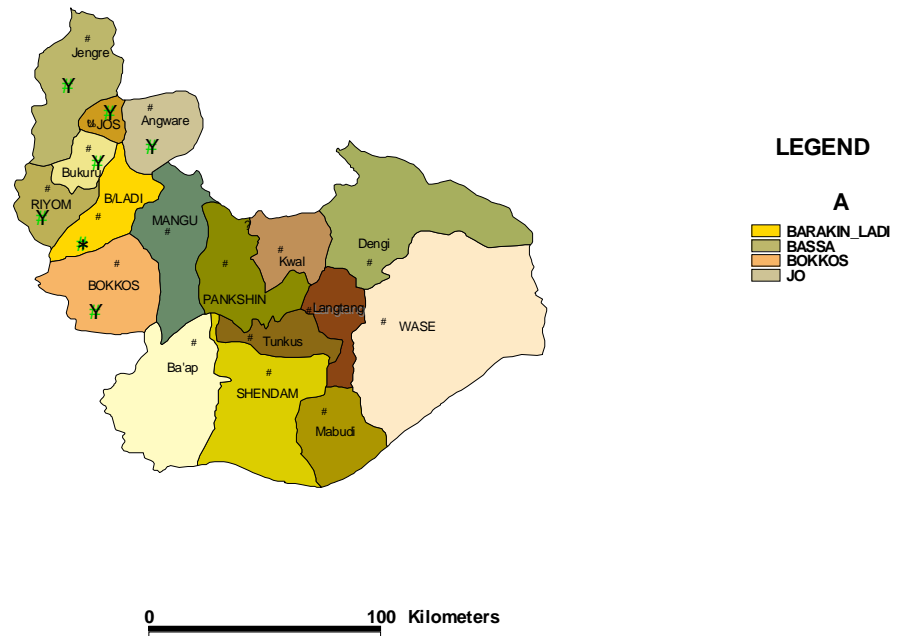 Jengre
JOS
Angware
Bukuru
RIYOM
B/LADI
MANGU
BOKKOS
PANKSHIN
Kwal
Dengi
Langtang
WASE
Tunkus
Ba'ap
SHENDAM
Mabudi
LEGEND
A
BARAKIN_LADI
BASSA
BOKKOS
JO
0 100 Kilometers